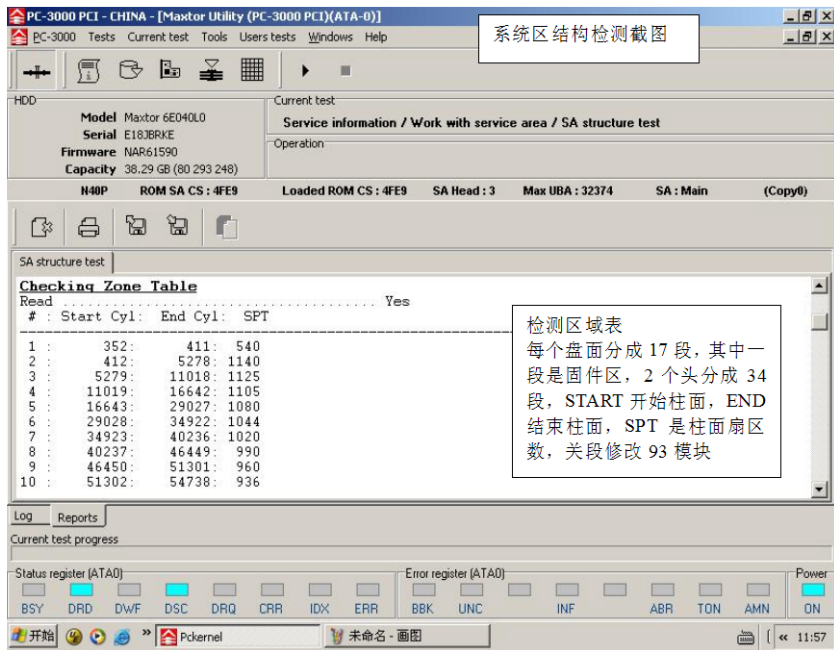 PC-3000 PCI - CHINA - [Maxtor Utility (PC-3000 PCI)(ATA-0)]
系统区结构检测截图
PC-3000 Tests Current test Tools Users tests Windows Help
HDD
Model Maxtor 6E040L0
Serial E18JBRKE
Firmware NAR61590
Capacity 38.29 GB (80 293 248)
Current test
Service information / Work with service area / SA structure test
Operation
N40P ROM SA CS : 4FE9 Loaded ROM CS : 4FE9 SA Head : 3 Max UBA : 32374 SA : Main (Copy0)
SA structure test
Checking Zone Table
Read ................................... Yes
# : Start Cyl: End Cyl: SPT
1 : 352: 411: 540
2 : 412: 5278: 1140
3 : 5279: 11018: 1125
4 : 11019: 16642: 1105
5 : 16643: 29027: 1080
6 : 29028: 34922: 1044
7 : 34923: 40236: 1020
8 : 40237: 46449: 990
9 : 46450: 51301: 960
10 : 51302: 54738: 936
检测区域表
每个盘面分成 17 段，其中一
段是固件区，2 个头分成 34
段，START 开始柱面，END
结束柱面，SPT 是柱面扇区
数，关段修改 93 模块
Log Reports
Current test progress
Status register (ATA0)
BSY DRD DWF DSC DRQ CRR IDX ERR
Error register (ATA0)
BBK UNC INF ABR TON AMN
Power
ON
开始 » Pckernel 未命名 - 画图 « 11:57